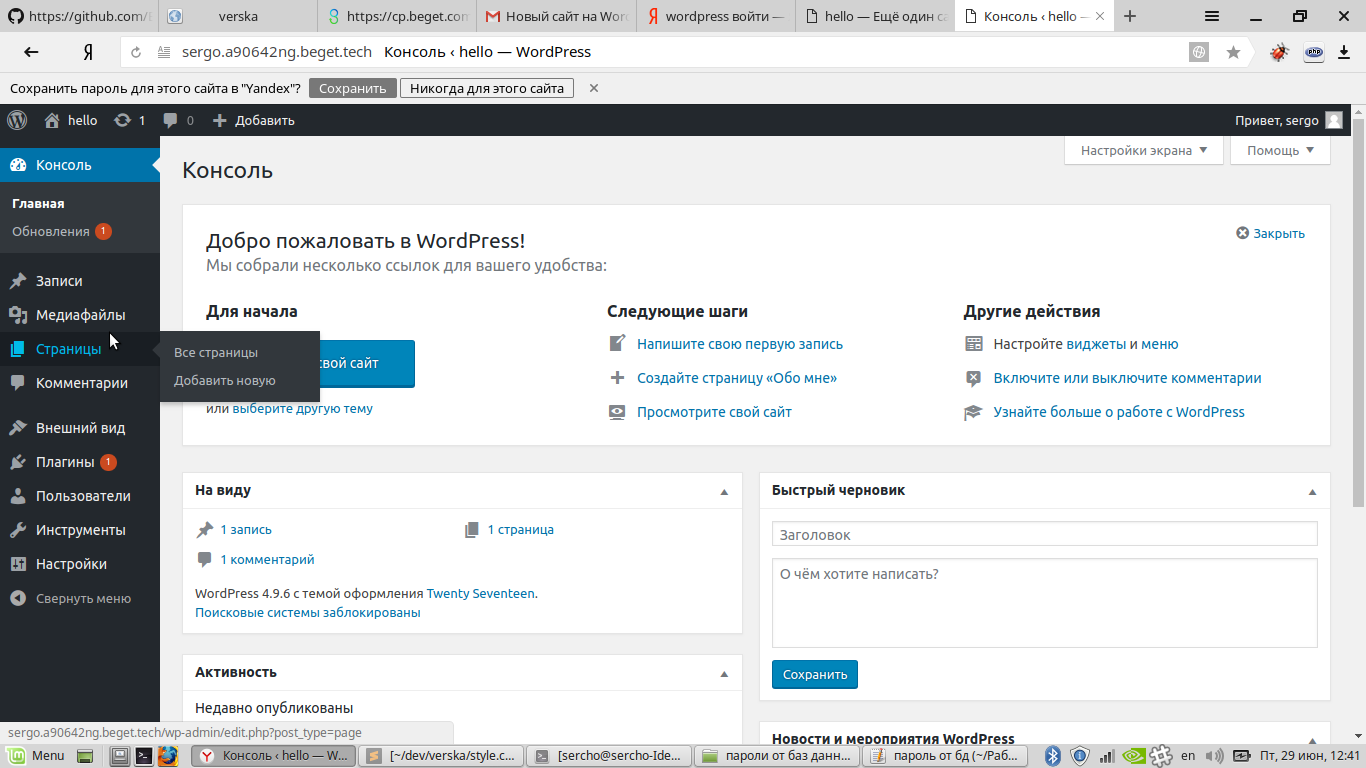 https://github.com/
verska
https://cp.beget.com
Новый сайт на Wor
wordpress войти —
hello — Ещё один са
Консоль ‹ hello —
Я
sergo.a90642ng.beget.tech Консоль ‹ hello — WordPress
php
Сохранить пароль для этого сайта в "Yandex"? Сохранить Никогда для этого сайта
hello 1 0 Добавить
Привет, sergo
Консоль
Главная
Обновления 1
Записи
Медиафайлы
Страницы
Все страницы
Добавить новую
Комментарии
Внешний вид
Плагины 1
Пользователи
Инструменты
Настройки
Свернуть меню
Консоль
Настройки экрана
Помощь
Добро пожаловать в WordPress!
Закрыть
Мы собрали несколько ссылок для вашего удобства:
Для начала
свой сайт
или выберите другую тему
Следующие шаги
Напишите свою первую запись
Создайте страницу «Обо мне»
Просмотрите свой сайт
Другие действия
Настройте виджеты и меню
Включите или выключите комментарии
Узнайте больше о работе с WordPress
На виду
1 запись
1 страница
1 комментарий
WordPress 4.9.6 с темой оформления Twenty Seventeen.
Поисковые системы заблокированы
Активность
Недавно опубликованы
Быстрый черновик
Заголовок
О чём хотите написать?
Сохранить
Новости и мероприятия WordPress
sergo.a90642ng.beget.tech/wp-admin/edit.php?post_type=page
Menu
Консоль ‹ hello — W...
[~/dev/verska/style.c...
[sercho@sercho-Ide...
пароли от баз данн...
пароль от бд (~/Раб...
en
Пт, 29 июн, 12:41